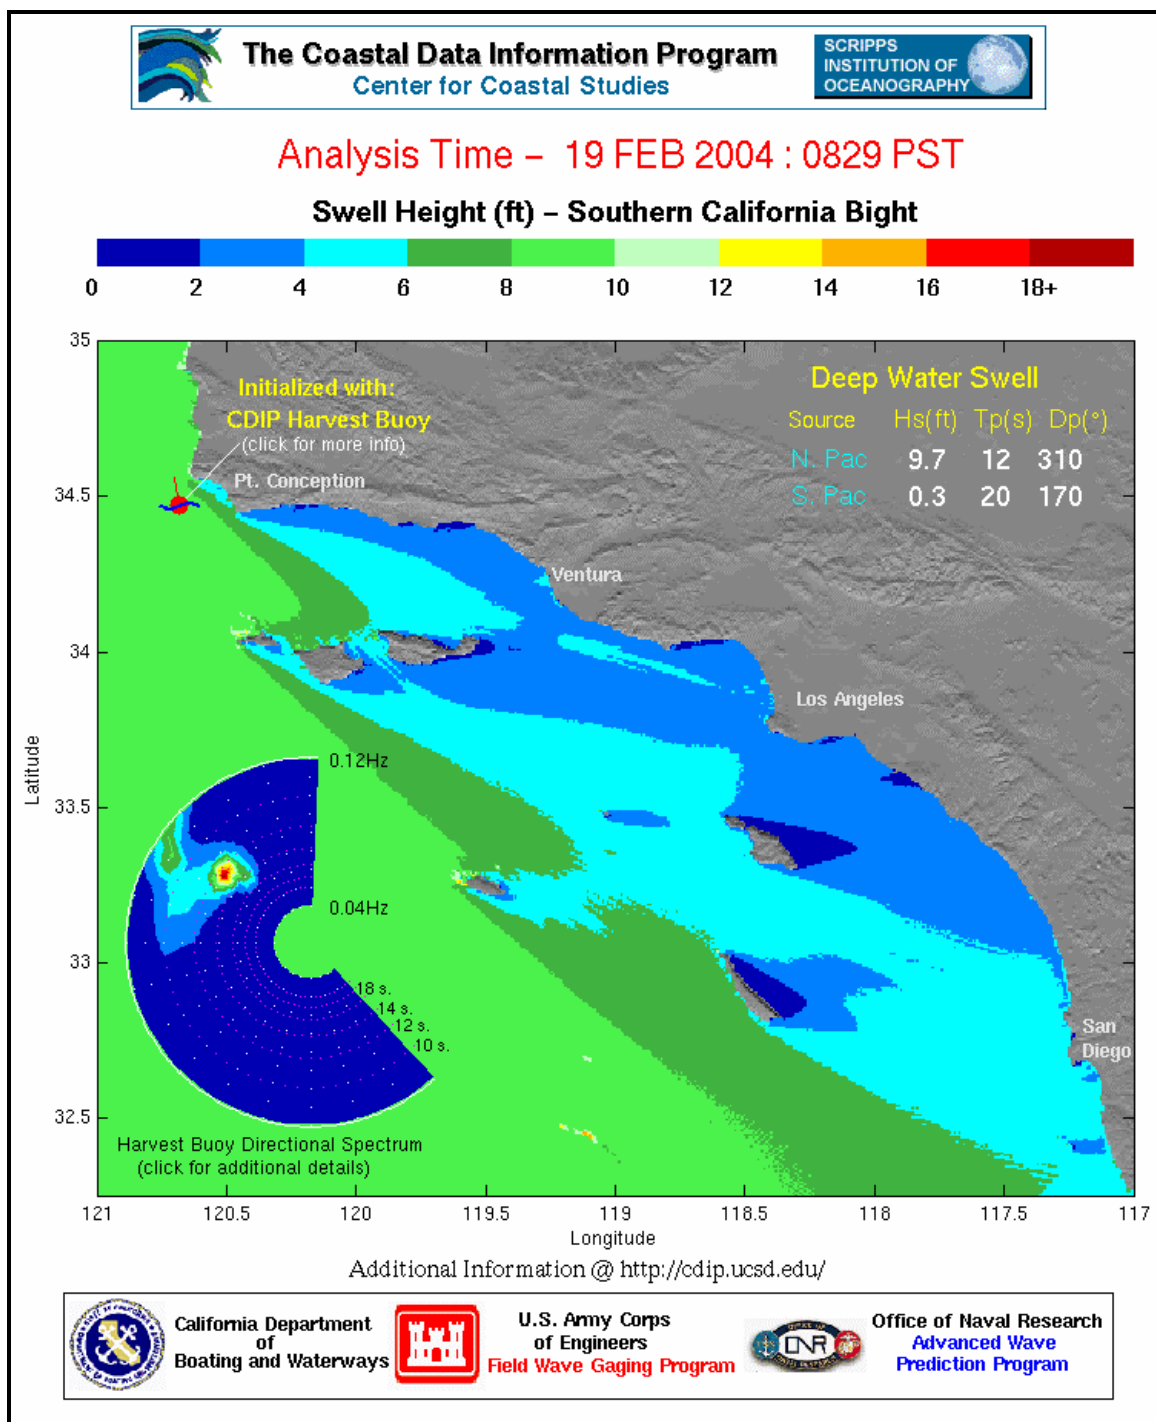 The Coastal Data Information Program
Center for Coastal Studies
SCRIPPS
INSTITUTION OF
OCEANOGRAPHY
Analysis Time – 19 FEB 2004 : 0829 PST
Swell Height (ft) – Southern California Bight
0 2 4 6 8 10 12 14 16 18+
35
34.5
34
33.5
33
32.5
Latitude
Initialized with:
CDIP Harvest Buoy
(click for more info)
Pt. Conception
Deep Water Swell
Source Hs(ft) Tp(s) Dp(°)
N. Pac 9.7 12 310
S. Pac 0.3 20 170
Ventura
Los Angeles
San
Diego
0.12Hz
0.04Hz
18 s.
14 s.
12 s.
10 s.
Harvest Buoy Directional Spectrum
(click for additional details)
121 120.5 120 119.5 119 118.5 118 117.5 117
Longitude
Additional Information @ http://cdip.ucsd.edu/
California Department
of
Boating and Waterways
U.S. Army Corps
of Engineers
Field Wave Gaging Program
ONR
Office of Naval Research
Advanced Wave
Prediction Program